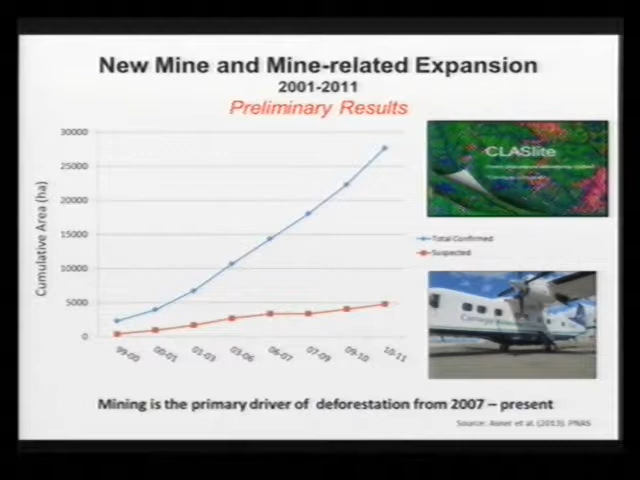 New Mine and Mine-related Expansion
2001-2011
Preliminary Results
30000
25000
20000
15000
10000
5000
0
Cumulative Area (ha)
99-00
00-01
01-03
03-06
06-07
07-09
09-10
10-11
CLASlite
Total Confirmed
Suspected
Carnegie
Mining is the primary driver of deforestation from 2007 – present
Source: Asner et al. (2013). PNAS